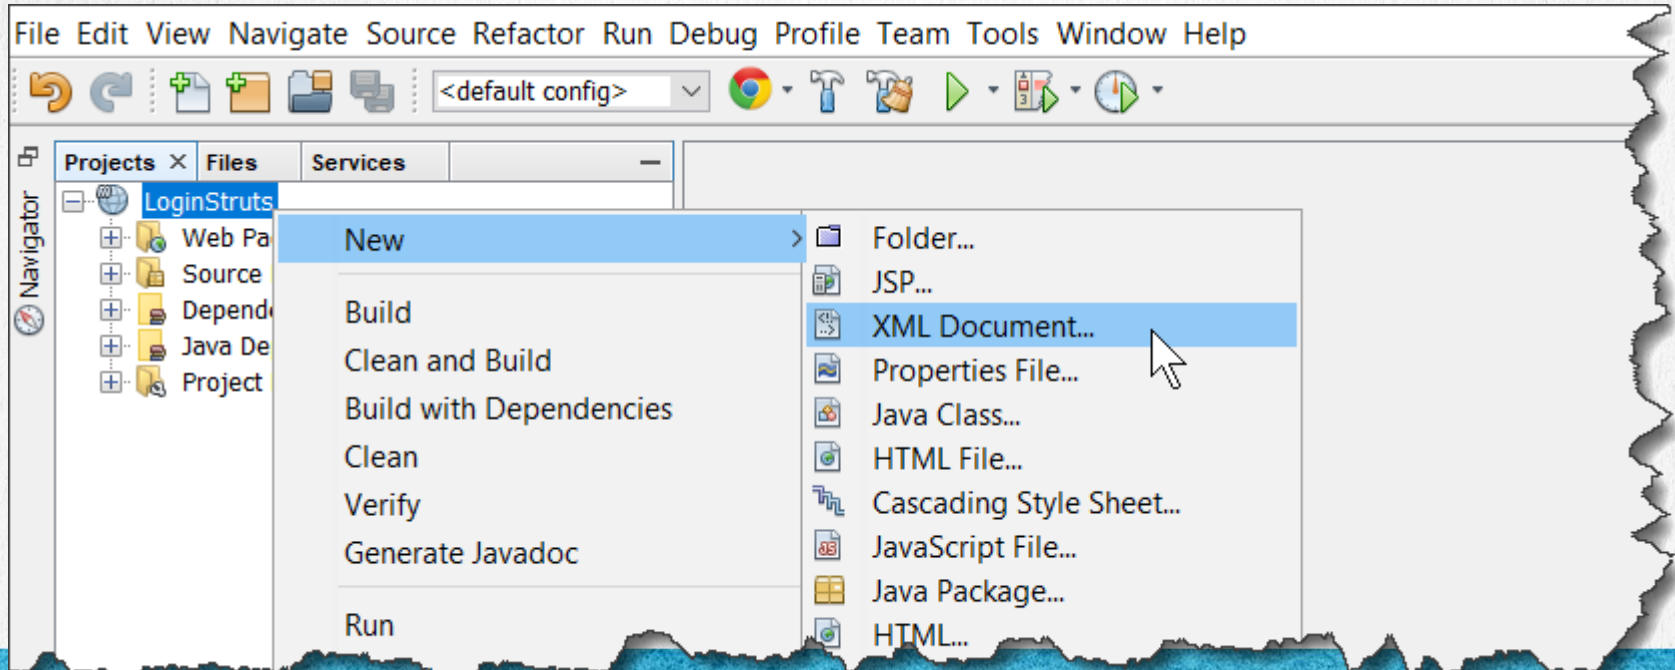 File Edit View Navigate Source Refactor Run Debug Profile Team Tools Window Help
<default config>
Projects Files Services
Navigator
LoginStruts
Web Pa
Source
Depende
Java De
Project
New
Build
Clean and Build
Build with Dependencies
Clean
Verify
Generate Javadoc
Run
Folder...
JSP...
XML Document...
Properties File...
Java Class...
HTML File...
Cascading Style Sheet...
JavaScript File...
Java Package...
HTML...